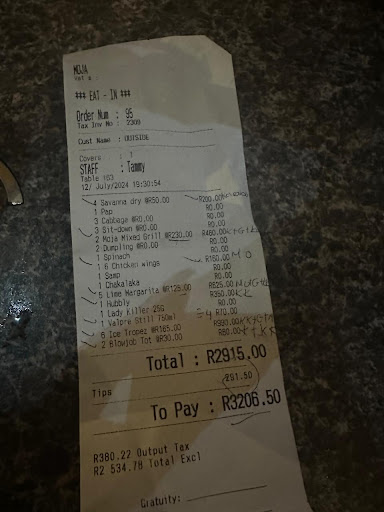 MOJA
Vat # :
### EAT - IN ###
Order Num : 95
Tax Inv No : 2309
Cust Name : OUTSIDE
Covers : 1
STAFF : Tammy
Table 103
12/ July/2024 19:30:54
4 Savanna dry @R50.00 R200.00
1 Pap R0.00
3 Cabbage @R0.00 R0.00
3 Sit-down @R0.00 R0.00
2 Moja Mixed Grill @R230.00 R460.00
2 Dumpling @R0.00 R0.00
1 Spinach R0.00
1 6 Chicken wings R160.00 MO
1 Samp R0.00
1 Chakalaka R0.00
5 Lime Margarita @R125.00 R625.00
1 Hubbly R350.00 KK
1 Lady Killer 25G R0.00
1 Valpre Still 750ml R70.00
6 Ice Tropez @R165.00 R990.00
2 Blowjob Tot @R30.00 R60.00
Total : R2915.00
Tips 291.50
To Pay : R3206.50
R380.22 Output Tax
R2 534.78 Total Excl
Gratuity: